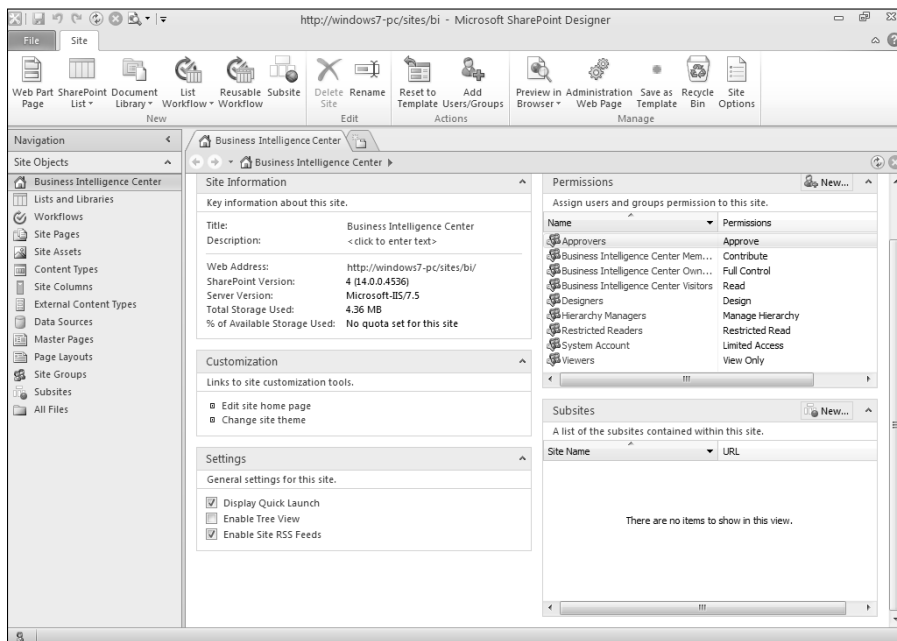 http://windows7-pc/sites/bi - Microsoft SharePoint Designer
File Site
Web Part Page
SharePoint List
Document Library
List Workflow
Reusable Workflow
Subsite
Delete Site
Rename
Reset to Template
Add Users/Groups
Preview in Browser
Administration Web Page
Save as Template
Recycle Bin
Site Options
New Edit Actions Manage
Navigation
Site Objects
Business Intelligence Center
Lists and Libraries
Workflows
Site Pages
Site Assets
Content Types
Site Columns
External Content Types
Data Sources
Master Pages
Page Layouts
Site Groups
Subsites
All Files
Business Intelligence Center
Business Intelligence Center
Site Information
Key information about this site.
Title: Business Intelligence Center
Description: <click to enter text>
Web Address: http://windows7-pc/sites/bi/
SharePoint Version: 4 (14.0.0.4536)
Server Version: Microsoft-IIS/7.5
Total Storage Used: 4.36 MB
% of Available Storage Used: No quota set for this site
Customization
Links to site customization tools.
Edit site home page
Change site theme
Settings
General settings for this site.
Display Quick Launch
Enable Tree View
Enable Site RSS Feeds
Permissions New...
Assign users and groups permission to this site.
Name Permissions
Approvers Approve
Business Intelligence Center Mem... Contribute
Business Intelligence Center Own... Full Control
Business Intelligence Center Visitors Read
Designers Design
Hierarchy Managers Manage Hierarchy
Restricted Readers Restricted Read
System Account Limited Access
Viewers View Only
Subsites New...
A list of the subsites contained within this site.
Site Name URL
There are no items to show in this view.